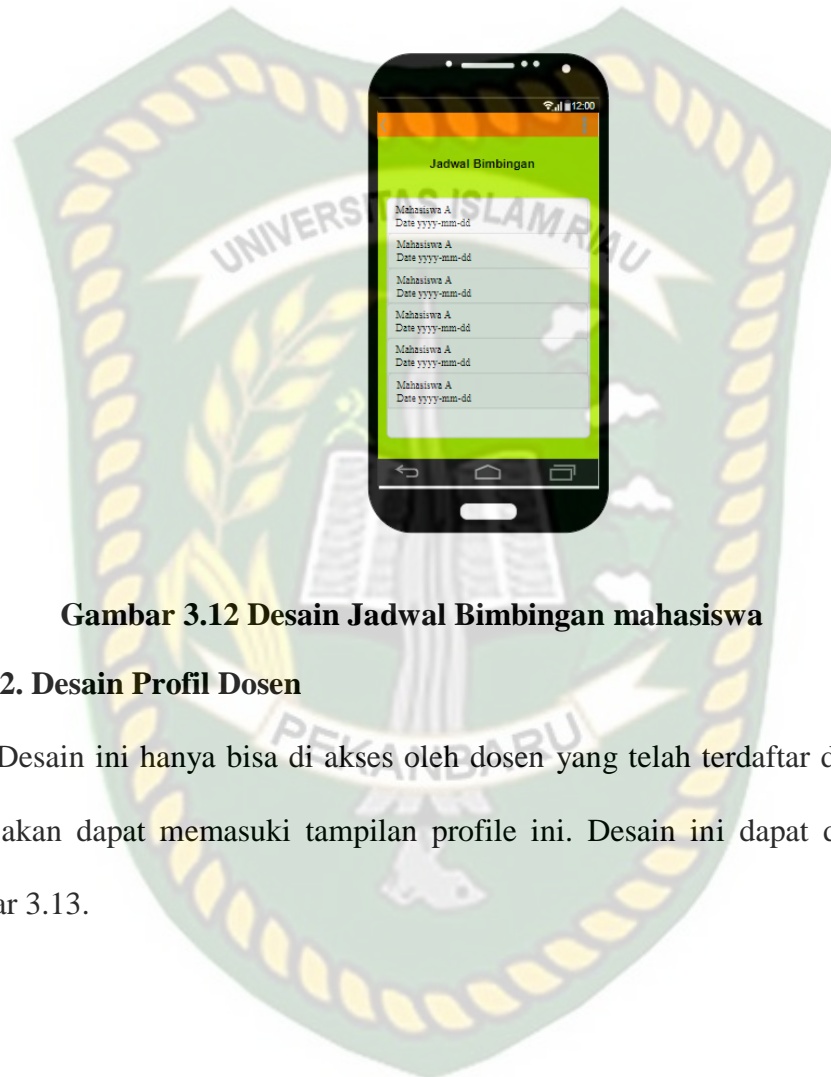 12:00
Jadwal Bimbingan
Mahasiswa A
Date yyyy-mm-dd
Mahasiswa A
Date yyyy-mm-dd
Mahasiswa A
Date yyyy-mm-dd
Mahasiswa A
Date yyyy-mm-dd
Mahasiswa A
Date yyyy-mm-dd
Mahasiswa A
Date yyyy-mm-dd
UNIVERSITAS ISLAM RIAU
Gambar 3.12 Desain Jadwal Bimbingan mahasiswa
2. Desain Profil Dosen
PEKANBARU
Desain ini hanya bisa di akses oleh dosen yang telah terdaftar d
akan dapat memasuki tampilan profile ini. Desain ini dapat d
ar 3.13.